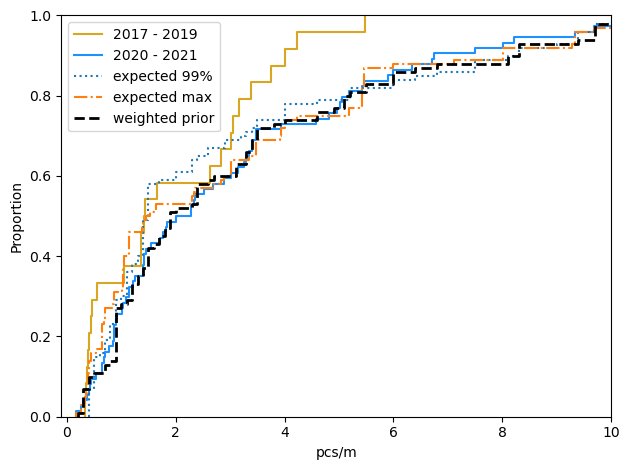 2017 - 2019
2020 - 2021
expected 99%
expected max
weighted prior
1.0
0.8
0.6
0.4
0.2
0.0
Proportion
0 2 4 6 8 10
pcs/m